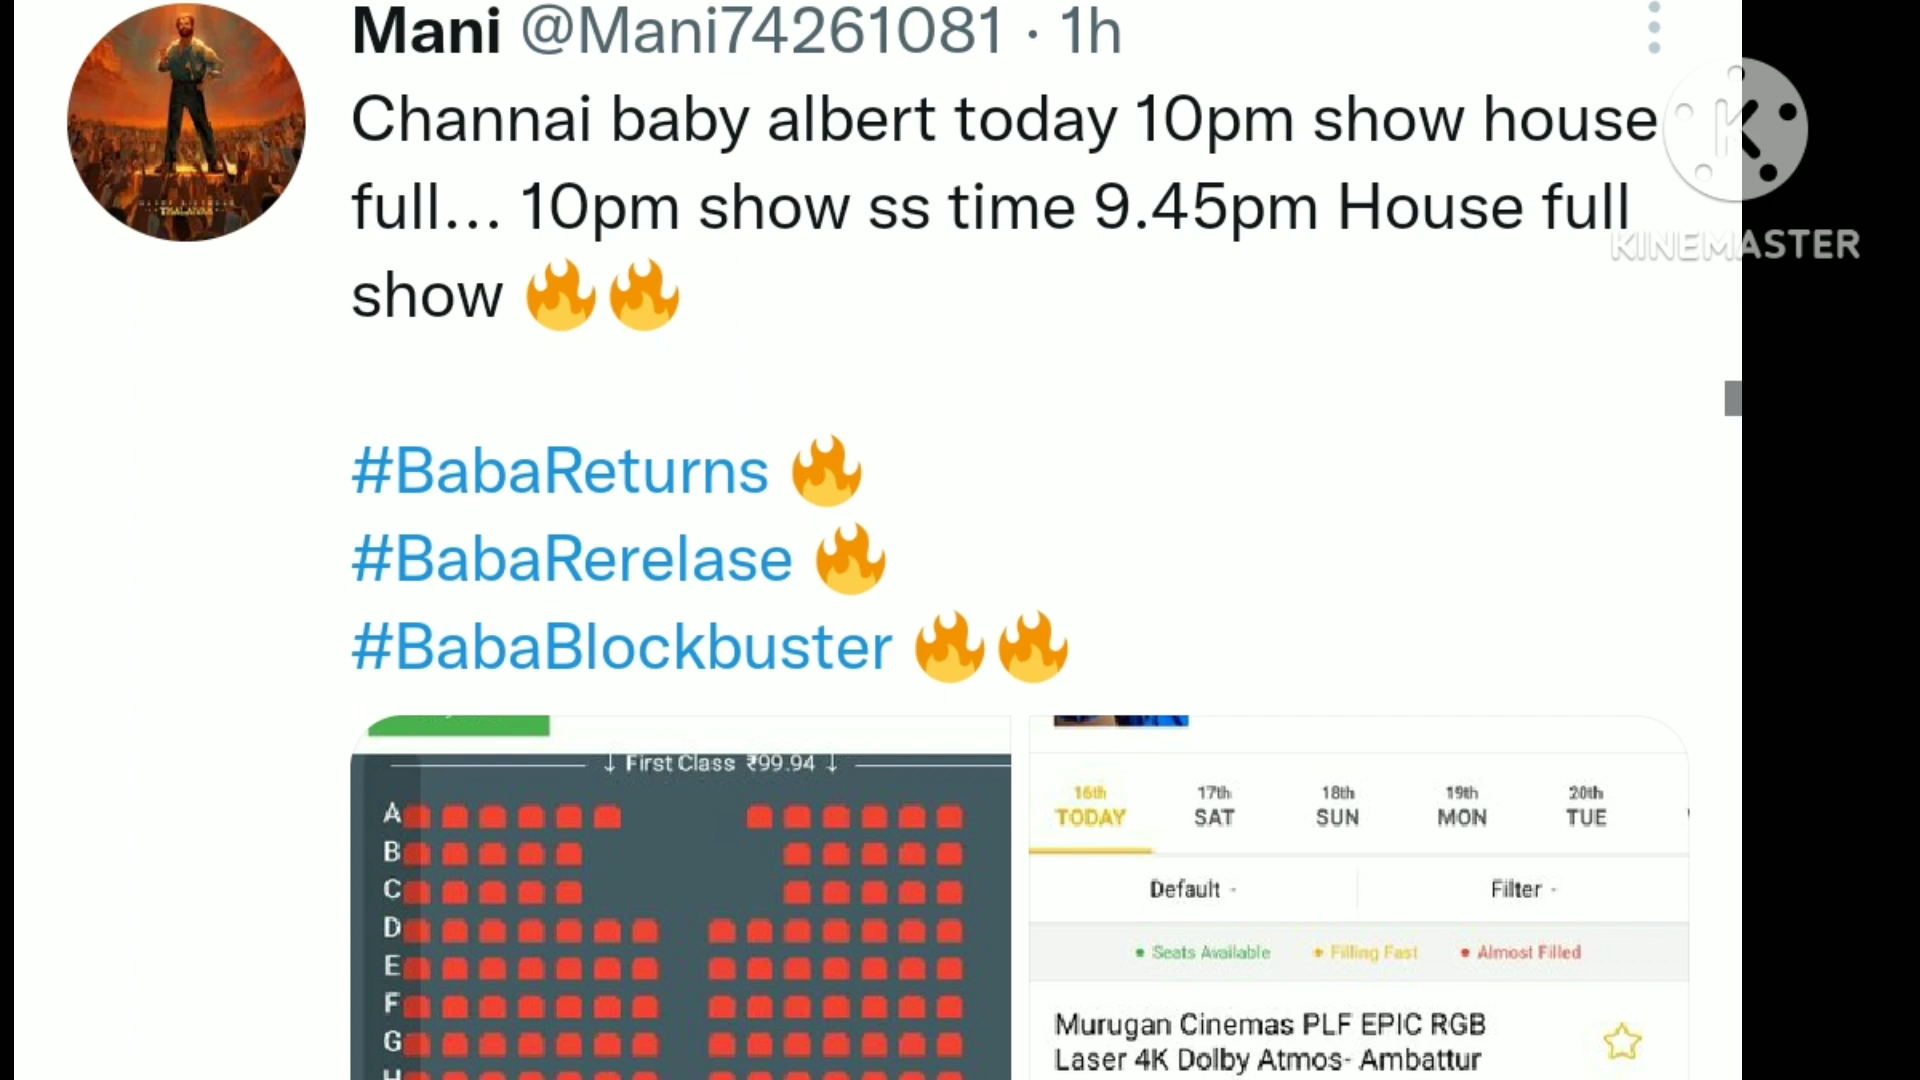 Mani @Mani74261081 · 1h
Channai baby albert today 10pm show house
full... 10pm show ss time 9.45pm House full
show 🔥🔥
#BabaReturns 🔥
#BabaRerelase 🔥
#BabaBlockbuster 🔥🔥
KINEMASTER
↓ First Class ₹99.94 ↓
A
B
C
D
E
F
G
H
16th 17th 18th 19th 20th
TODAY SAT SUN MON TUE
Default Filter
Seats Available Filling Fast Almost Filled
Murugan Cinemas PLF EPIC RGB
Laser 4K Dolby Atmos- Ambattur